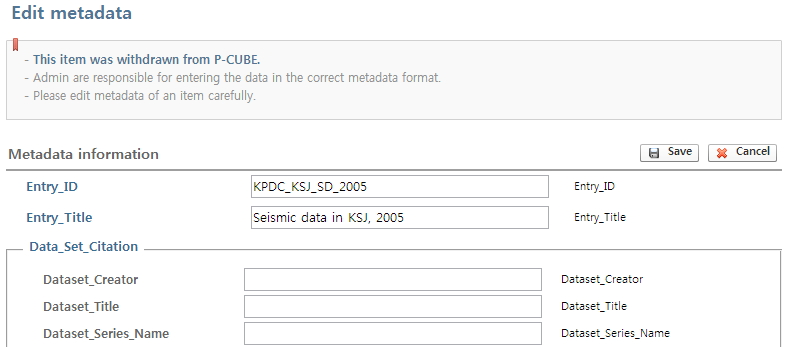 Edit metadata
- This item was withdrawn from P-CUBE.
- Admin are responsible for entering the data in the correct metadata format.
- Please edit metadata of an item carefully.
Metadata information Save Cancel
Entry_ID KPDC_KSJ_SD_2005 Entry_ID
Entry_Title Seismic data in KSJ, 2005 Entry_Title
Data_Set_Citation
Dataset_Creator Dataset_Creator
Dataset_Title Dataset_Title
Dataset_Series_Name Dataset_Series_Name